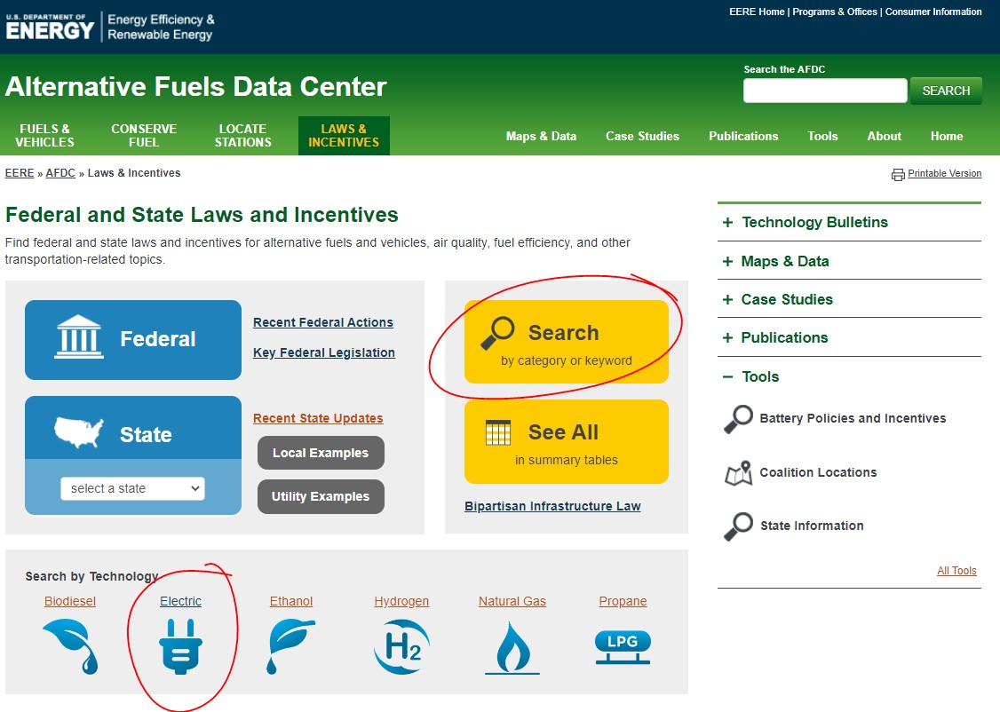 U.S. DEPARTMENT OF
ENERGY
Energy Efficiency &
Renewable Energy
EERE Home | Programs & Offices | Consumer Information
Alternative Fuels Data Center
Search the AFDC
SEARCH
FUELS &
VEHICLES
CONSERVE
FUEL
LOCATE
STATIONS
LAWS &
INCENTIVES
Maps & Data
Case Studies
Publications
Tools
About
Home
EERE » AFDC » Laws & Incentives
Printable Version
Federal and State Laws and Incentives
Find federal and state laws and incentives for alternative fuels and vehicles, air quality, fuel efficiency, and other
transportation-related topics.
Federal
Recent Federal Actions
Key Federal Legislation
State
select a state
Recent State Updates
Local Examples
Utility Examples
Search
by category or keyword
See All
in summary tables
Bipartisan Infrastructure Law
Search by Technology
Biodiesel
Electric
Ethanol
Hydrogen
Natural Gas
Propane
H2
LPG
+ Technology Bulletins
+ Maps & Data
+ Case Studies
+ Publications
− Tools
Battery Policies and Incentives
Coalition Locations
State Information
All Tools